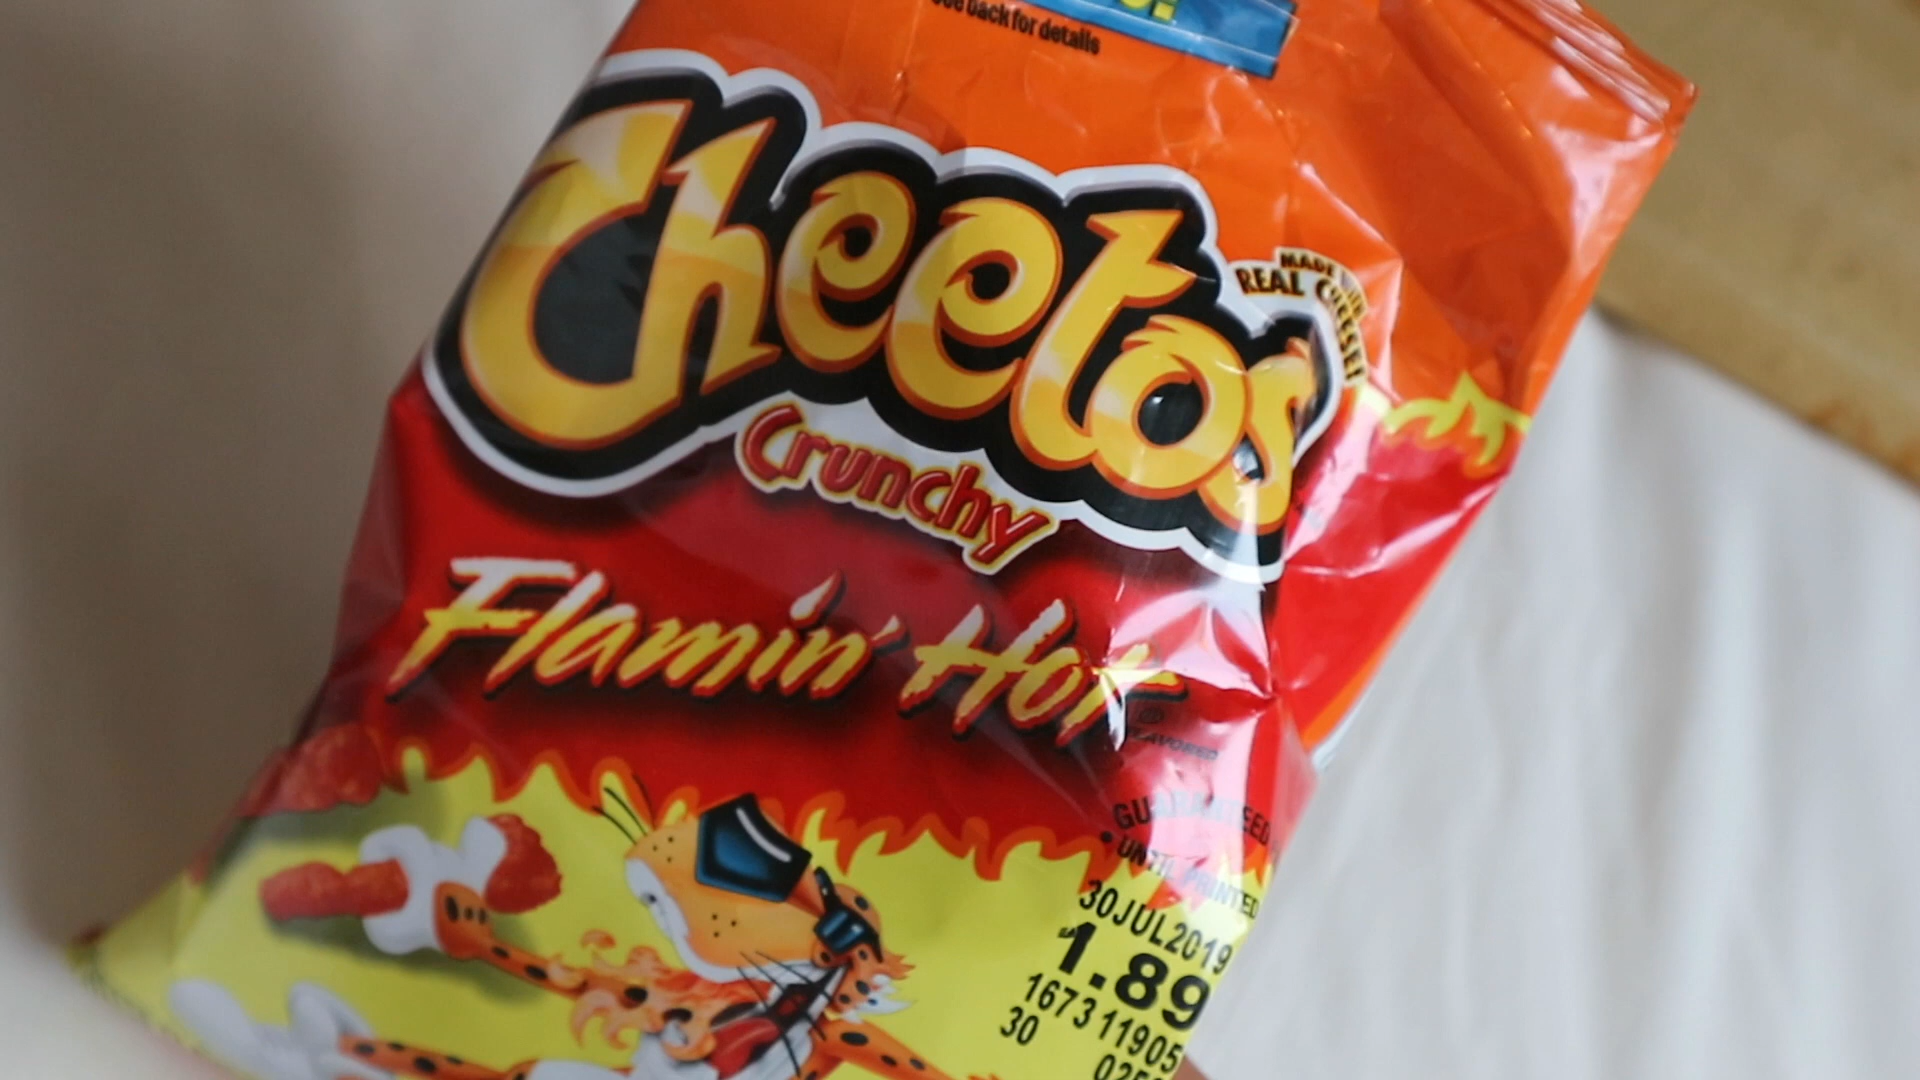 See back for details
Cheetos
MADE WITH
REAL CHEESE!
Crunchy
Flamin' Hot
®
FLAVORED
GUARANTEED
UNTIL PRINTED
30JUL2019
1.89
1673 11905
30